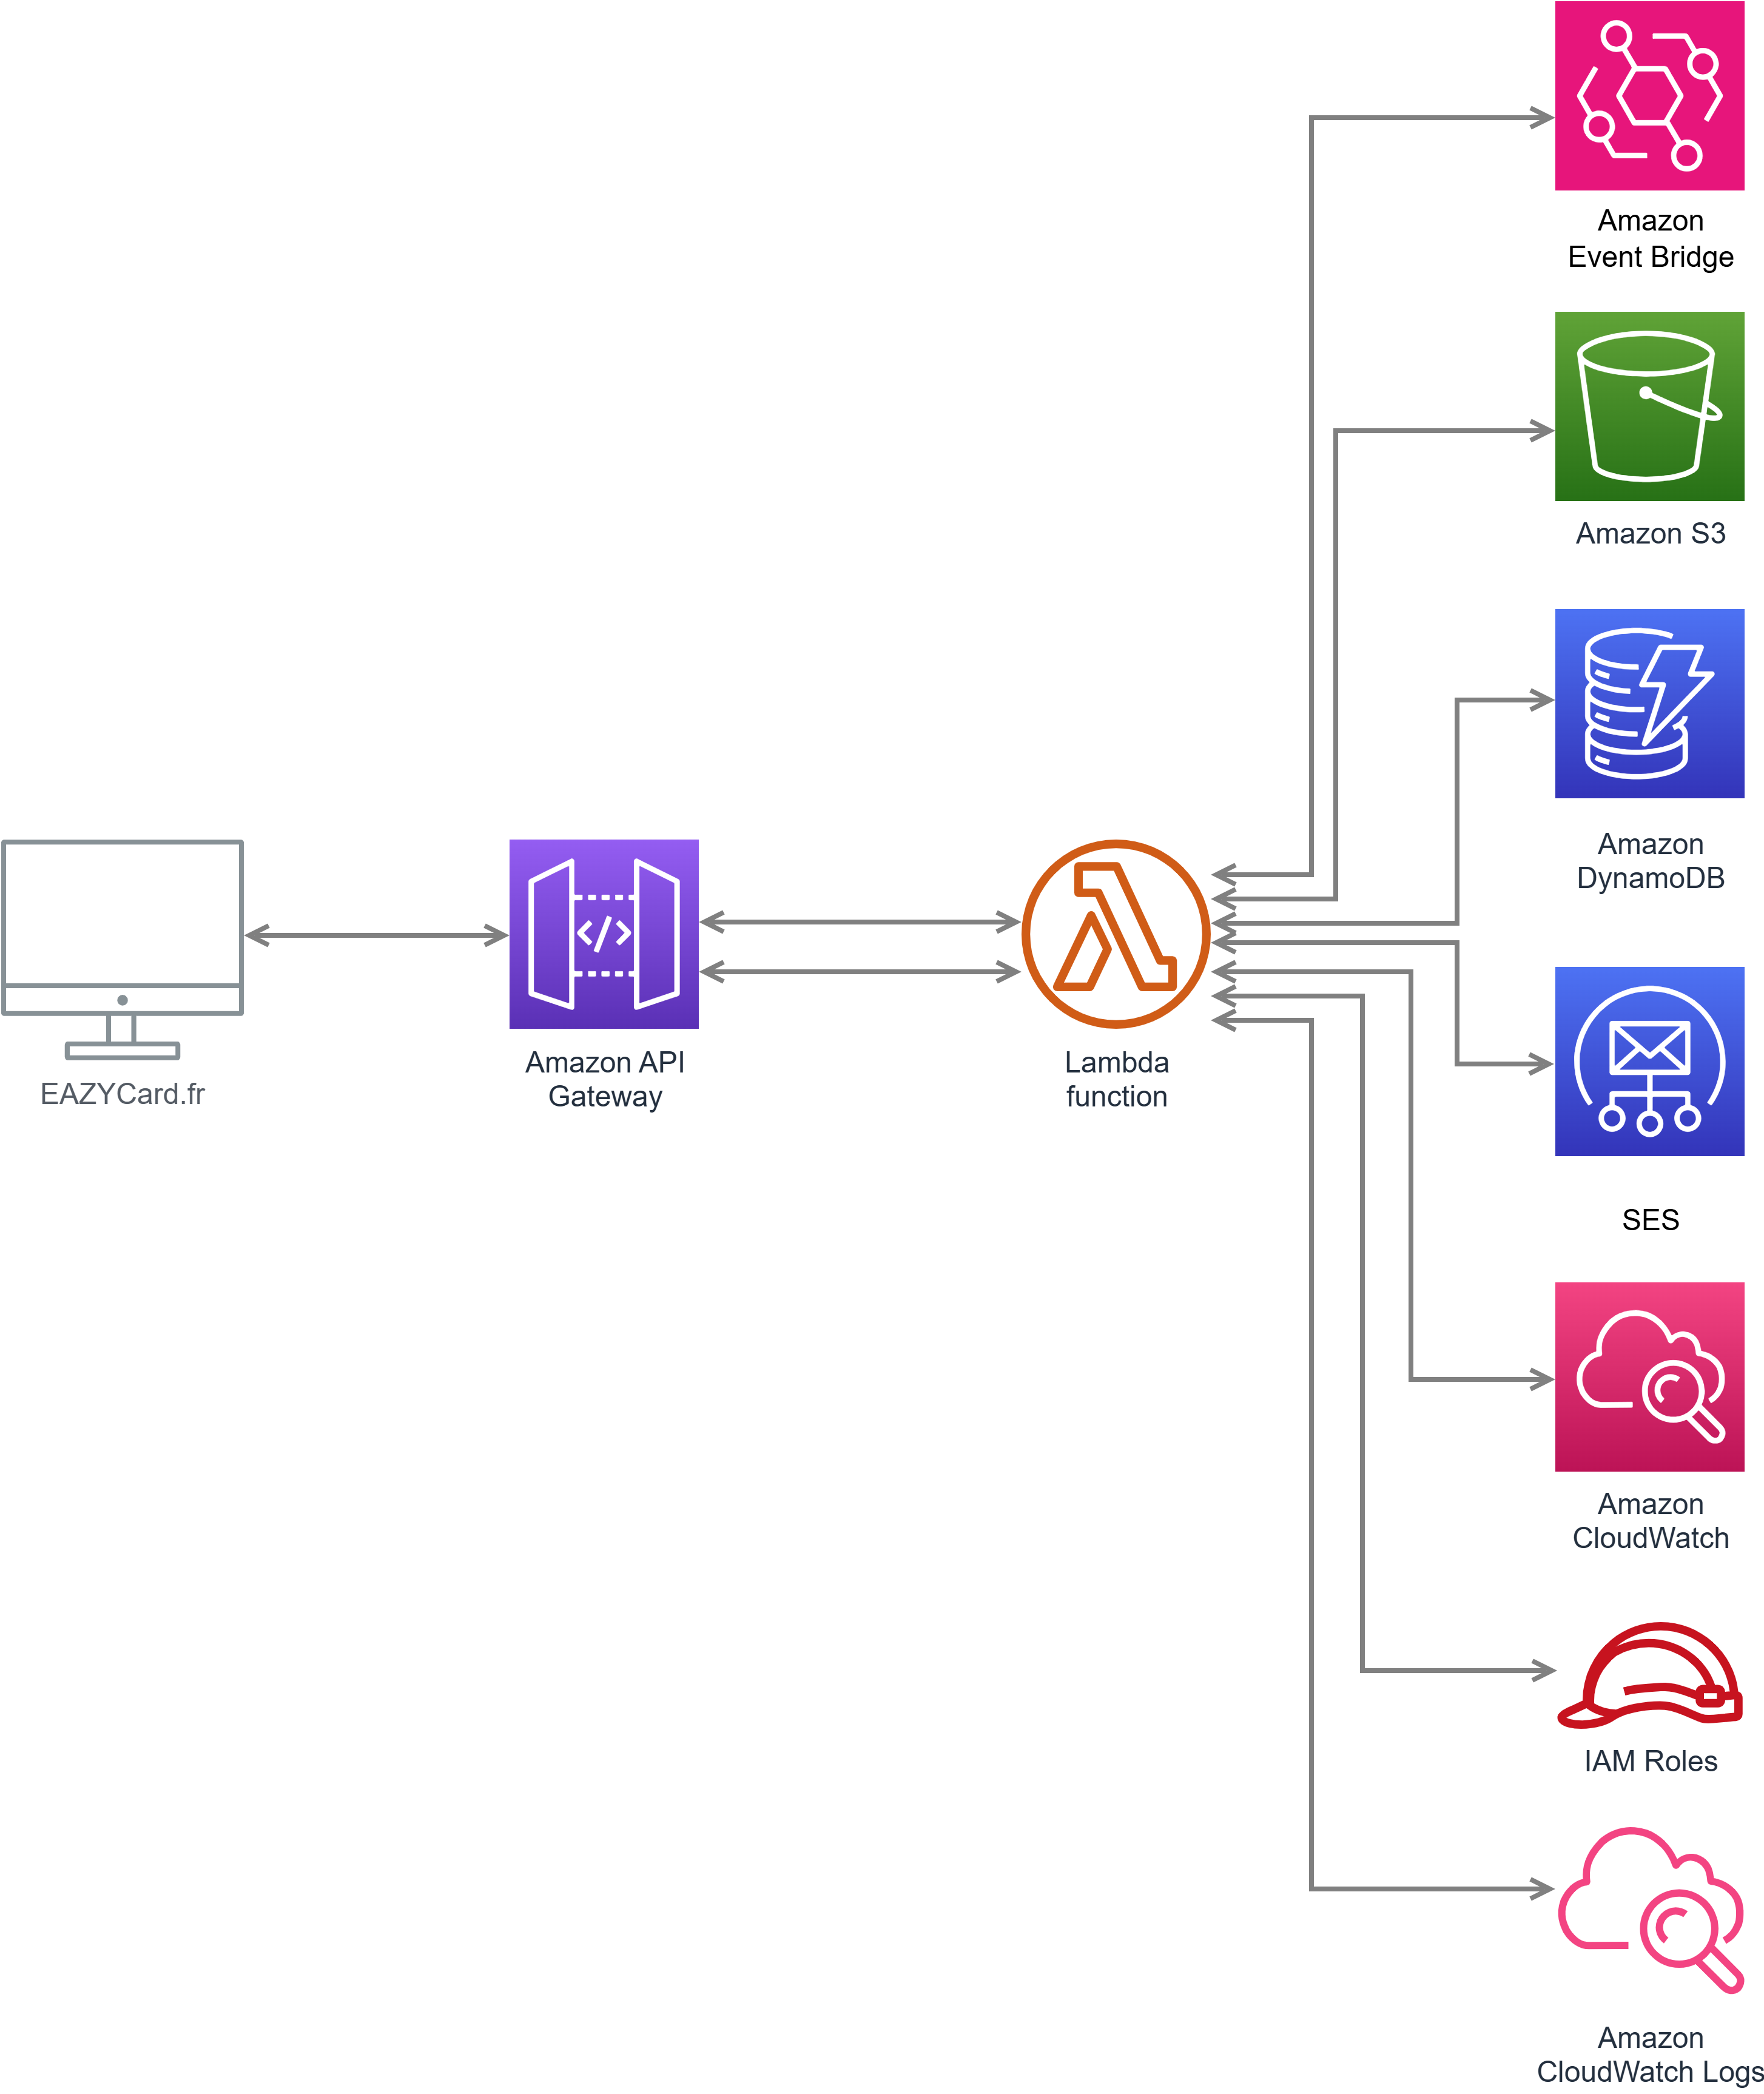 Amazon
Event Bridge
Amazon S3
Amazon
DynamoDB
EAZYCard.fr
Amazon API
Gateway
Lambda
function
SES
Amazon
CloudWatch
IAM Roles
Amazon
CloudWatch Logs